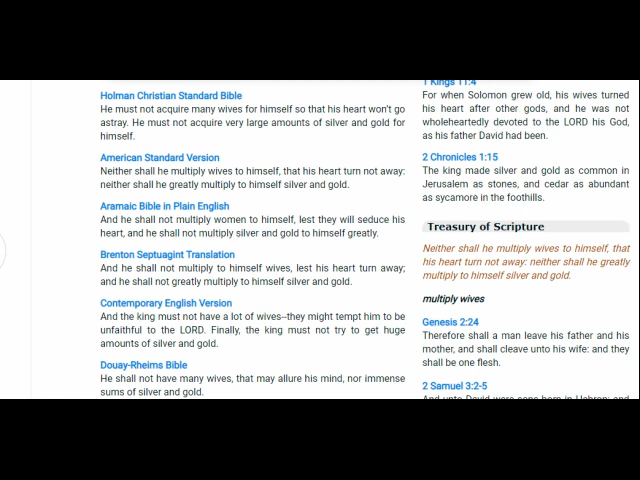 Holman Christian Standard Bible
He must not acquire many wives for himself so that his heart won't go
astray. He must not acquire very large amounts of silver and gold for
himself.
American Standard Version
Neither shall he multiply wives to himself, that his heart turn not away:
neither shall he greatly multiply to himself silver and gold.
Aramaic Bible in Plain English
And he shall not multiply women to himself, lest they will seduce his
heart, and he shall not multiply silver and gold to himself greatly.
Brenton Septuagint Translation
And he shall not multiply to himself wives, lest his heart turn away;
and he shall not greatly multiply to himself silver and gold.
Contemporary English Version
And the king must not have a lot of wives--they might tempt him to be
unfaithful to the LORD. Finally, the king must not try to get huge
amounts of silver and gold.
Douay-Rheims Bible
He shall not have many wives, that may allure his mind, nor immense
sums of silver and gold.
1 Kings 11:4
For when Solomon grew old, his wives turned
his heart after other gods, and he was not
wholeheartedly devoted to the LORD his God,
as his father David had been.
2 Chronicles 1:15
The king made silver and gold as common in
Jerusalem as stones, and cedar as abundant
as sycamore in the foothills.
Treasury of Scripture
Neither shall he multiply wives to himself, that
his heart turn not away: neither shall he greatly
multiply to himself silver and gold.
multiply wives
Genesis 2:24
Therefore shall a man leave his father and his
mother, and shall cleave unto his wife: and they
shall be one flesh.
2 Samuel 3:2-5
And unto David were sons born in Hebron: and